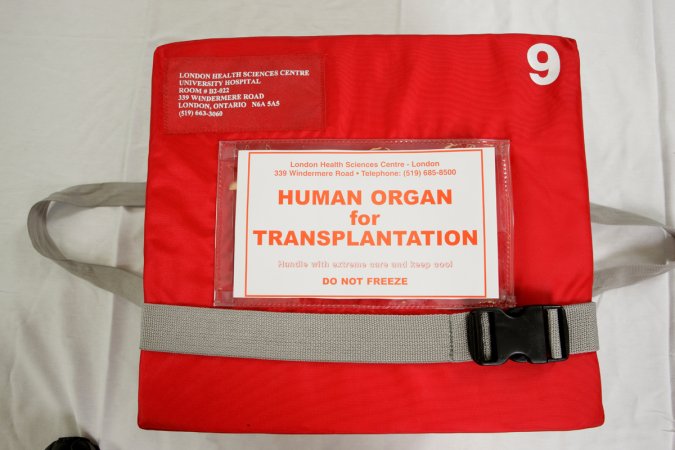 LONDON HEALTH SCIENCES CENTRE
UNIVERSITY HOSPITAL
ROOM # B2-022
339 WINDERMERE ROAD
LONDON, ONTARIO N6A 5A5
(519) 663-3060
9
London Health Sciences Centre - London
339 Windermere Road • Telephone: (519) 685-8500
HUMAN ORGAN
for
TRANSPLANTATION
Handle with extreme care and keep cool
DO NOT FREEZE